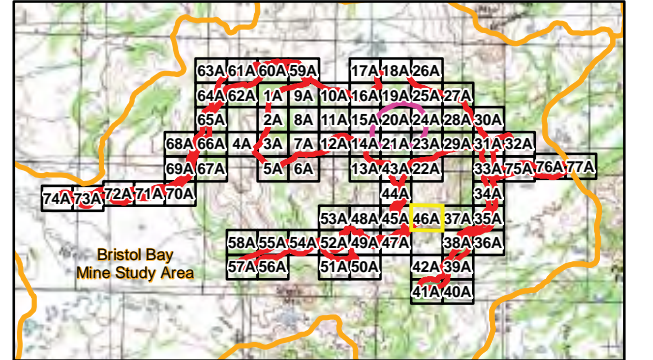 63A 61A 60A 59A 17A 18A 26A
64A 62A 1A 9A 10A 16A 19A 25A 27A
65A 2A 8A 11A 15A 20A 24A 28A 30A
68A 66A 4A 3A 7A 12A 14A 21A 23A 29A 31A 32A
69A 67A 5A 6A 13A 43A 22A 33A 75A 76A 77A
74A 73A 72A 71A 70A 44A 34A
53A 48A 45A 46A 37A 35A
58A 55A 54A 52A 49A 47A 38A 36A
Bristol Bay
57A 56A 51A 50A 42A 39A
Mine Study Area
41A 40A